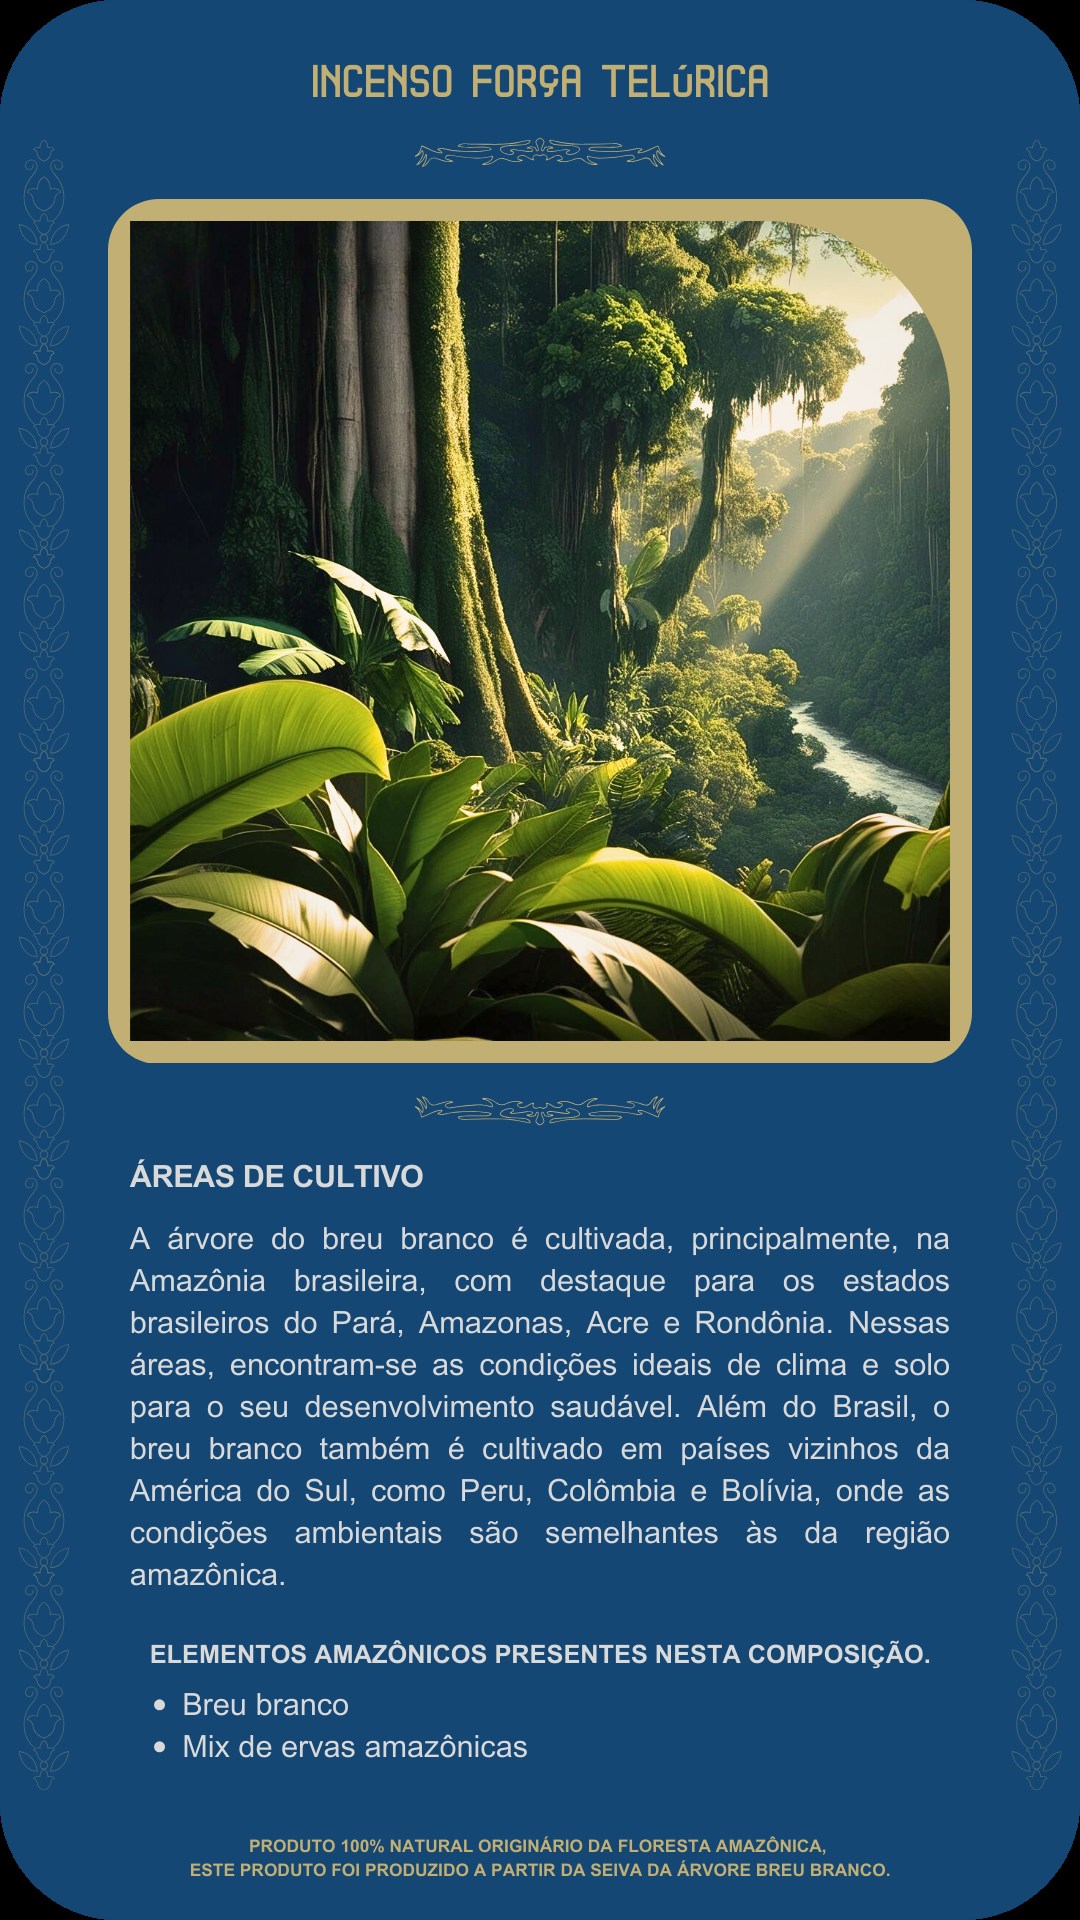 INCENSO FORÇA TELÚRICA
ÁREAS DE CULTIVO
A árvore do breu branco é cultivada, principalmente, na
Amazônia brasileira, com destaque para os estados
brasileiros do Pará, Amazonas, Acre e Rondônia. Nessas
áreas, encontram-se as condições ideais de clima e solo
para o seu desenvolvimento saudável. Além do Brasil, o
breu branco também é cultivado em países vizinhos da
América do Sul, como Peru, Colômbia e Bolívia, onde as
condições ambientais são semelhantes às da região
amazônica.
ELEMENTOS AMAZÔNICOS PRESENTES NESTA COMPOSIÇÃO.
• Breu branco
• Mix de ervas amazônicas
PRODUTO 100% NATURAL ORIGINÁRIO DA FLORESTA AMAZÔNICA,
ESTE PRODUTO FOI PRODUZIDO A PARTIR DA SEIVA DA ÁRVORE BREU BRANCO.